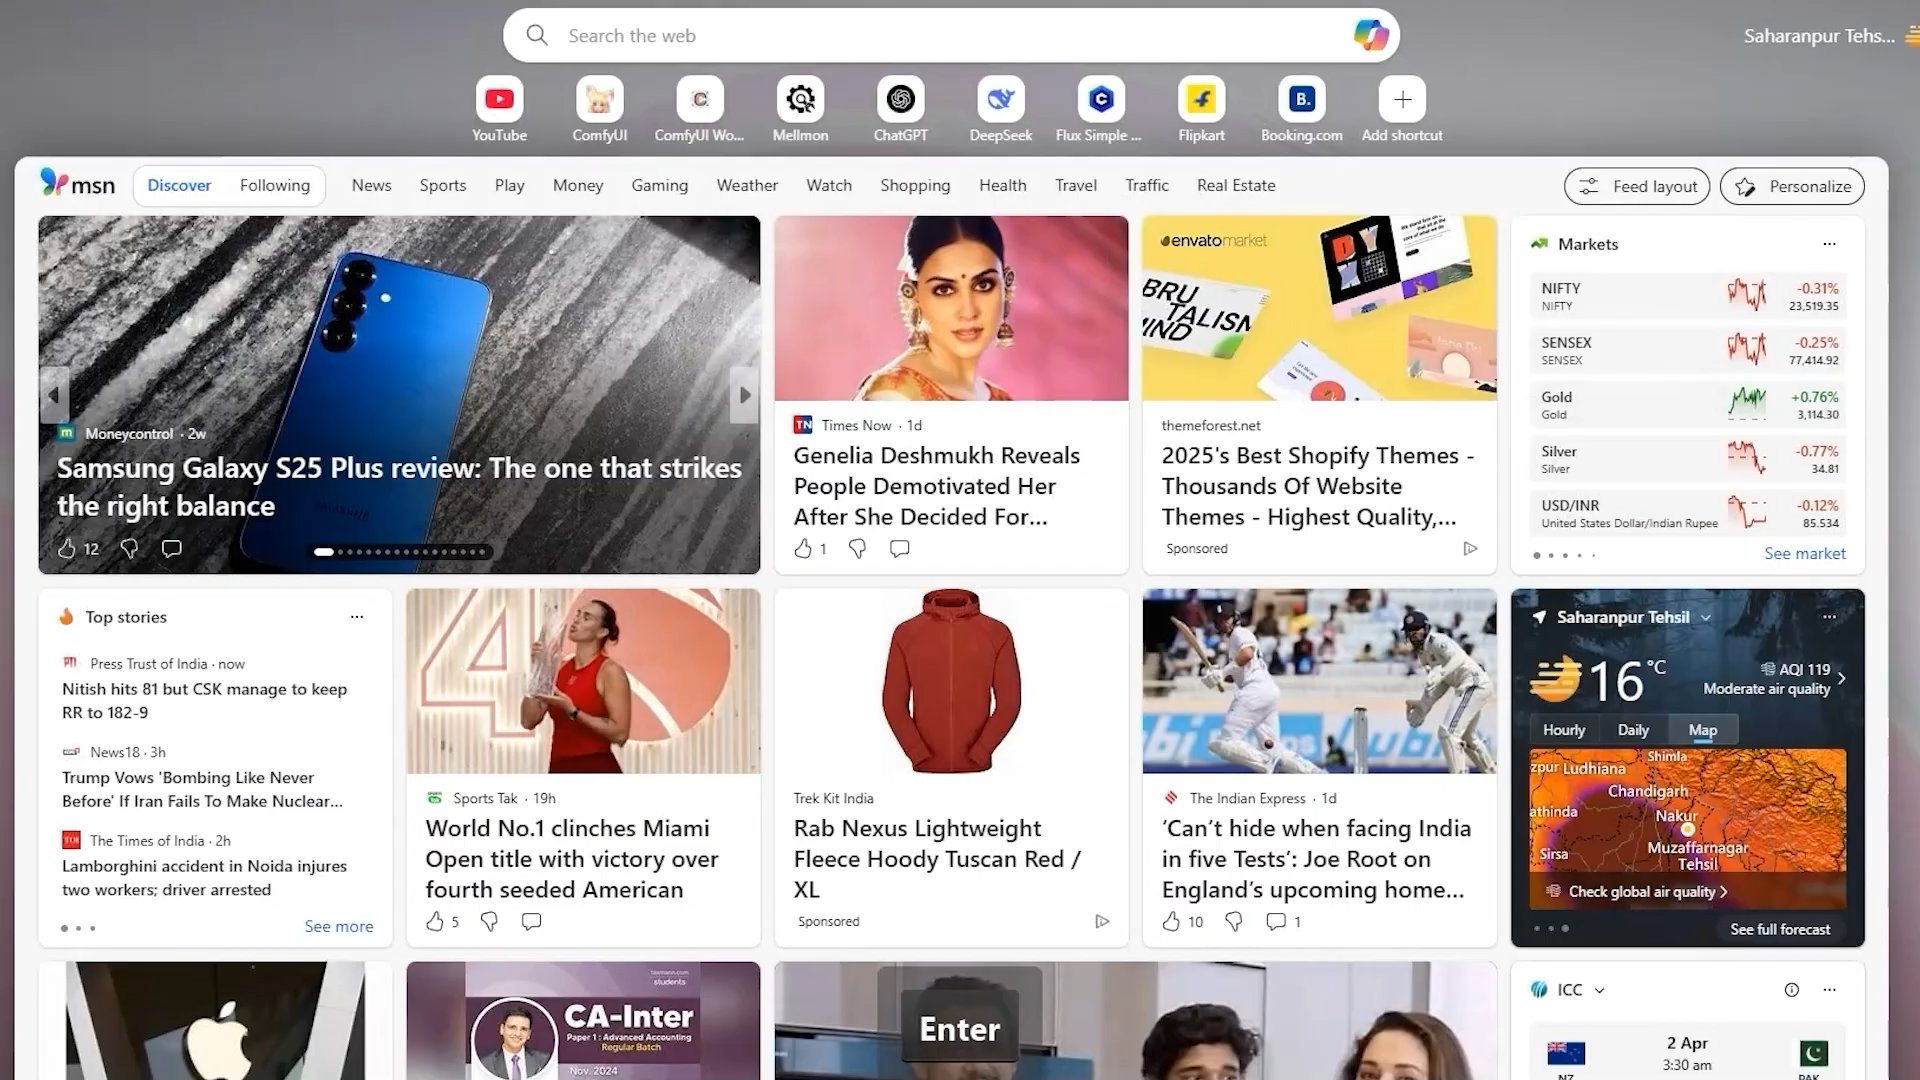 Search the web
Saharanpur Tehs...
YouTube
ComfyUI
ComfyUI Wo...
Mellmon
ChatGPT
DeepSeek
Flux Simple ...
Flipkart
Booking.com
Add shortcut
msn
Discover
Following
News
Sports
Play
Money
Gaming
Weather
Watch
Shopping
Health
Travel
Traffic
Real Estate
Feed layout
Personalize
Moneycontrol · 2w
Samsung Galaxy S25 Plus review: The one that strikes
the right balance
12
TN Times Now · 1d
Genelia Deshmukh Reveals
People Demotivated Her
After She Decided For...
1
envatomarket
BRU
TALISM
themeforest.net
2025's Best Shopify Themes -
Thousands Of Website
Themes - Highest Quality,...
Sponsored
Markets
NIFTY
-0.31%
NIFTY
23,519.35
SENSEX
-0.25%
SENSEX
77,414.92
Gold
+0.76%
Gold
3,114.30
Silver
-0.77%
Silver
34.81
USD/INR
-0.12%
United States Dollar/Indian Rupee
85.534
See market
Top stories
Press Trust of India · now
Nitish hits 81 but CSK manage to keep
RR to 182-9
News18 · 3h
Trump Vows 'Bombing Like Never
Before' If Iran Fails To Make Nuclear...
The Times of India · 2h
Lamborghini accident in Noida injures
two workers; driver arrested
See more
Sports Tak · 19h
World No.1 clinches Miami
Open title with victory over
fourth seeded American
5
Trek Kit India
Rab Nexus Lightweight
Fleece Hoody Tuscan Red /
XL
Sponsored
The Indian Express · 1d
‘Can’t hide when facing India
in five Tests’: Joe Root on
England’s upcoming home...
10
1
Saharanpur Tehsil
16 °C
AQI 119
Moderate air quality
Hourly
Daily
Map
Shimla
zpur Ludhiana
Chandigarh
athinda
Nakur
Sirsa
Muzaffarnagar
Tehsil
Check global air quality
See full forecast
taxmann.com
students
CA-Inter
Paper 1 : Advanced Accounting
Regular Batch
Nov. 2024
Enter
ICC
2 Apr
3:30 am
NZ
PAK